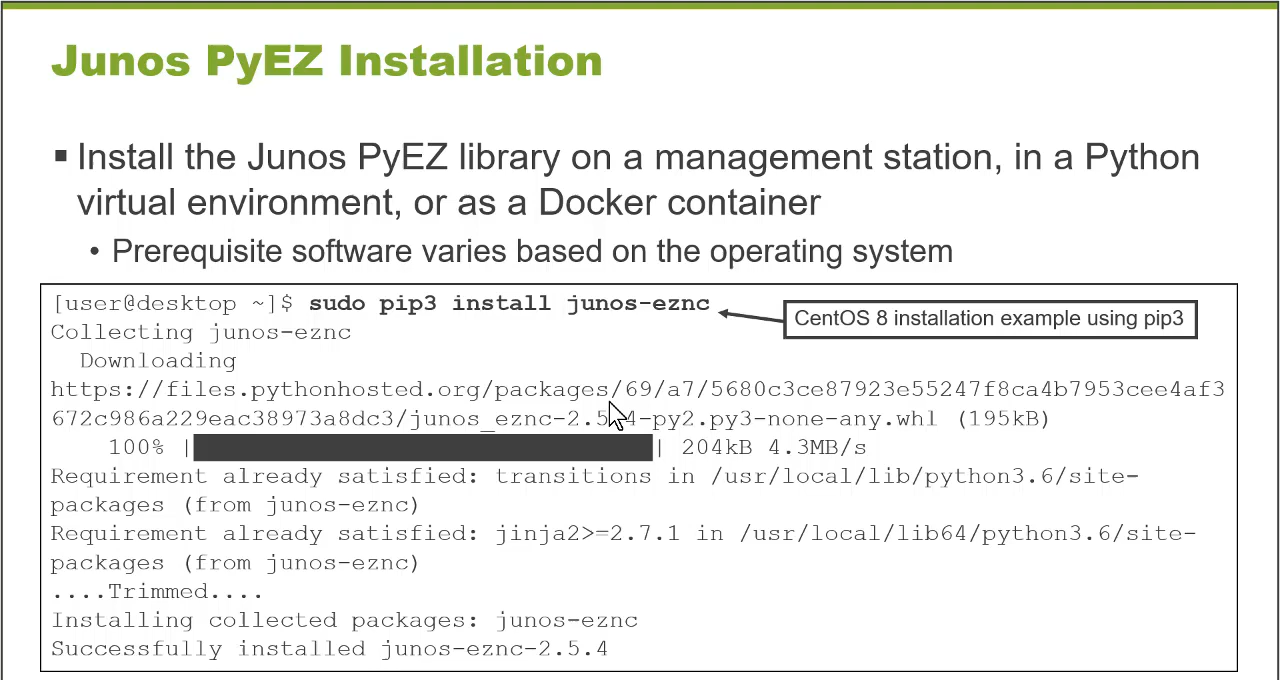 Junos PyEZ Installation
▪ Install the Junos PyEZ library on a management station, in a Python
virtual environment, or as a Docker container
• Prerequisite software varies based on the operating system
[user@desktop ~]$ sudo pip3 install junos-eznc
CentOS 8 installation example using pip3
Collecting junos-eznc
  Downloading
https://files.pythonhosted.org/packages/69/a7/5680c3ce87923e55247f8ca4b7953cee4af3
672c986a229eac38973a8dc3/junos_eznc-2.5.4-py2.py3-none-any.whl (195kB)
    100% | | 204kB 4.3MB/s
Requirement already satisfied: transitions in /usr/local/lib/python3.6/site-
packages (from junos-eznc)
Requirement already satisfied: jinja2>=2.7.1 in /usr/local/lib64/python3.6/site-
packages (from junos-eznc)
....Trimmed....
Installing collected packages: junos-eznc
Successfully installed junos-eznc-2.5.4